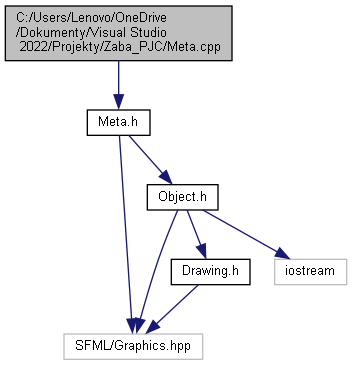 C:/Users/Lenovo/OneDrive
/Dokumenty/Visual Studio
2022/Projekty/Zaba_PJC/Meta.cpp
Meta.h
Object.h
Drawing.h
iostream
SFML/Graphics.hpp